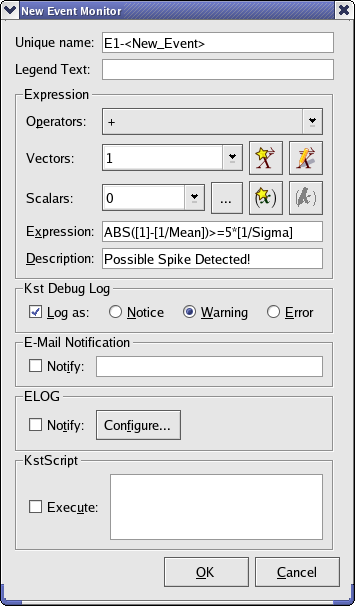 New Event Monitor
Unique name: E1-<New_Event>
Legend Text:
Expression
Operators: +
Vectors: 1
Scalars: 0 ... (x) (x)
Expression: ABS([1]-[1/Mean])>=5*[1/Sigma]
Description: Possible Spike Detected!
Kst Debug Log
Log as: Notice Warning Error
E-Mail Notification
Notify:
ELOG
Notify: Configure...
KstScript
Execute:
OK Cancel